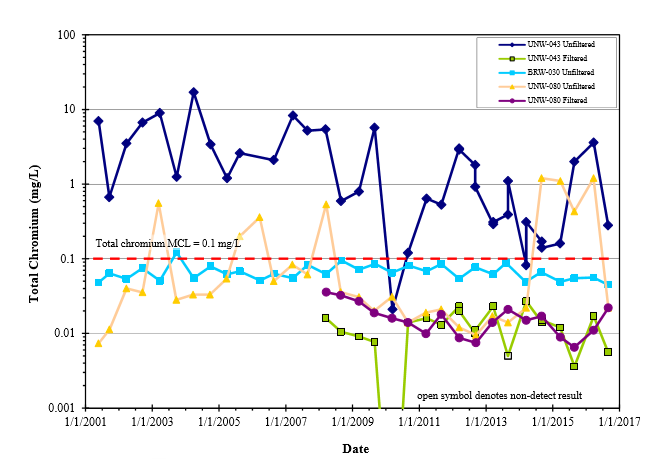 100
10
1
0.1
0.01
0.001
Total Chromium (mg/L)
UNW-043 Unfiltered
UNW-043 Filtered
BRW-030 Unfiltered
UNW-080 Unfiltered
UNW-080 Filtered
Total chromium MCL = 0.1 mg/L
open symbol denotes non-detect result
1/1/2001 1/1/2003 1/1/2005 1/1/2007 1/1/2009 1/1/2011 1/1/2013 1/1/2015 1/1/2017
Date